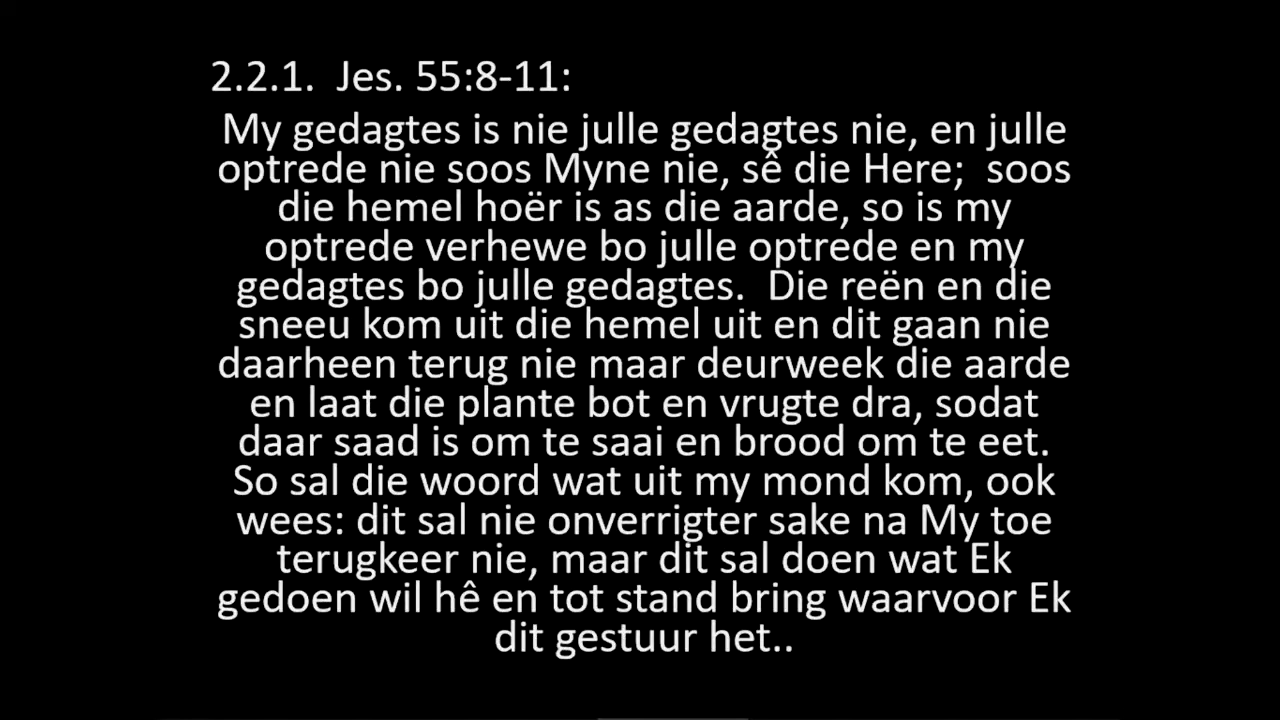 2.2.1.  Jes. 55:8-11:
My gedagtes is nie julle gedagtes nie, en julle
optrede nie soos Myne nie, sê die Here;  soos
die hemel hoër is as die aarde, so is my
optrede verhewe bo julle optrede en my
gedagtes bo julle gedagtes.  Die reën en die
sneeu kom uit die hemel uit en dit gaan nie
daarheen terug nie maar deurweek die aarde
en laat die plante bot en vrugte dra, sodat
daar saad is om te saai en brood om te eet.
So sal die woord wat uit my mond kom, ook
wees: dit sal nie onverrigter sake na My toe
terugkeer nie, maar dit sal doen wat Ek
gedoen wil hê en tot stand bring waarvoor Ek
dit gestuur het..